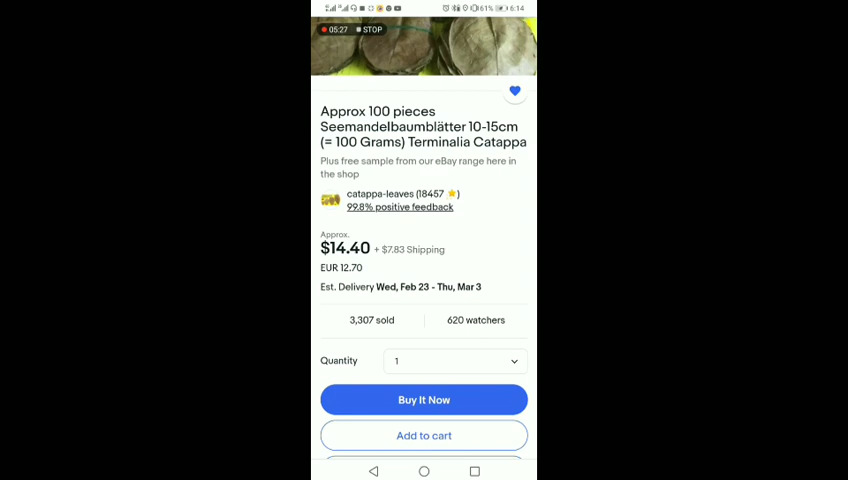 61% 6:14
05:27 STOP
Approx 100 pieces
Seemandelbaumblätter 10-15cm
(= 100 Grams) Terminalia Catappa
Plus free sample from our eBay range here in
the shop
catappa-leaves (18457 ⭐)
99.8% positive feedback
Approx.
$14.40 + $7.83 Shipping
EUR 12.70
Est. Delivery Wed, Feb 23 - Thu, Mar 3
3,307 sold 620 watchers
Quantity 1
Buy It Now
Add to cart